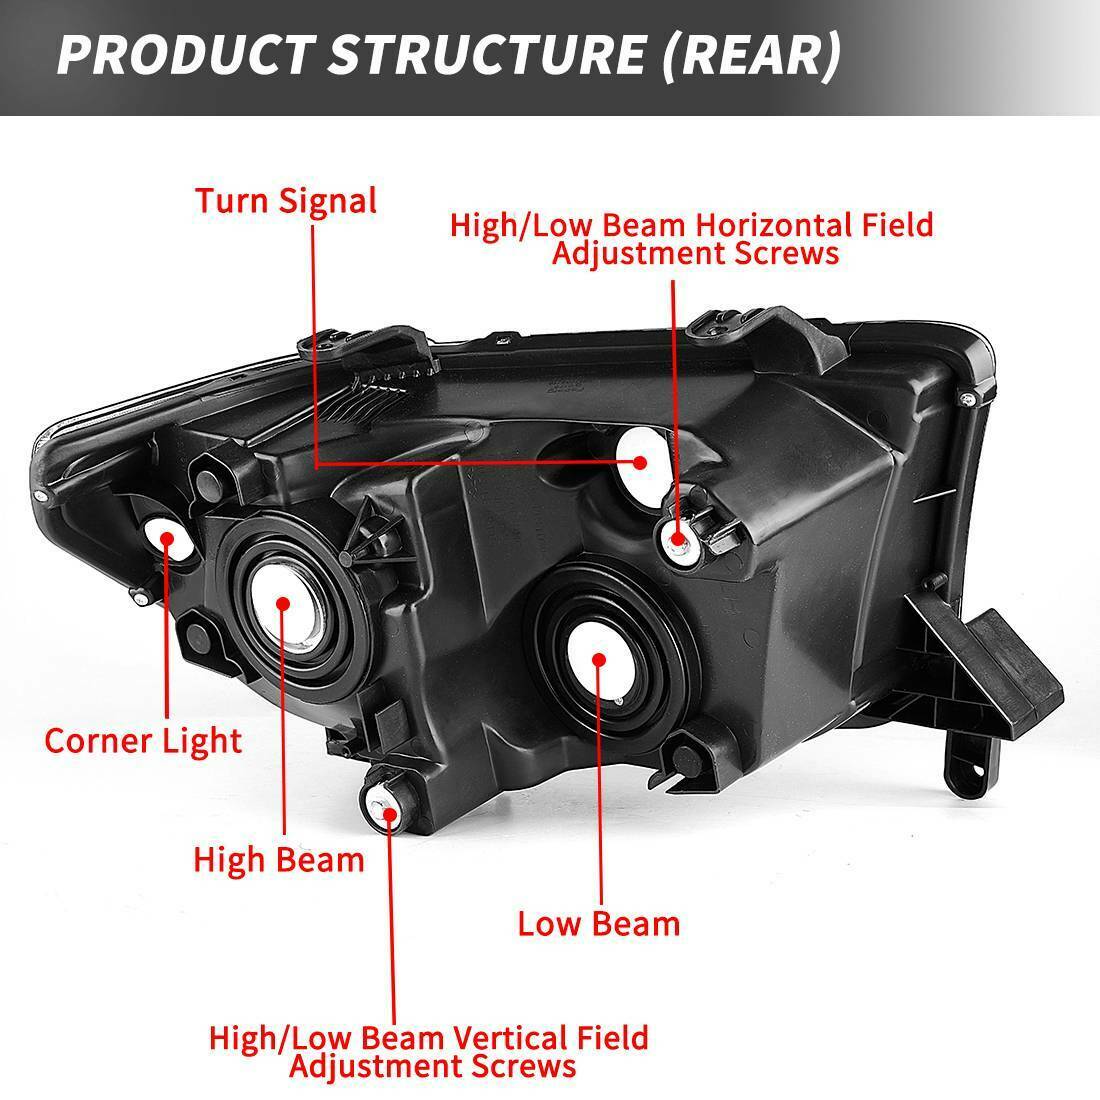 PRODUCT STRUCTURE (REAR)
Turn Signal
High/Low Beam Horizontal Field
Adjustment Screws
Corner Light
High Beam
Low Beam
High/Low Beam Vertical Field
Adjustment Screws